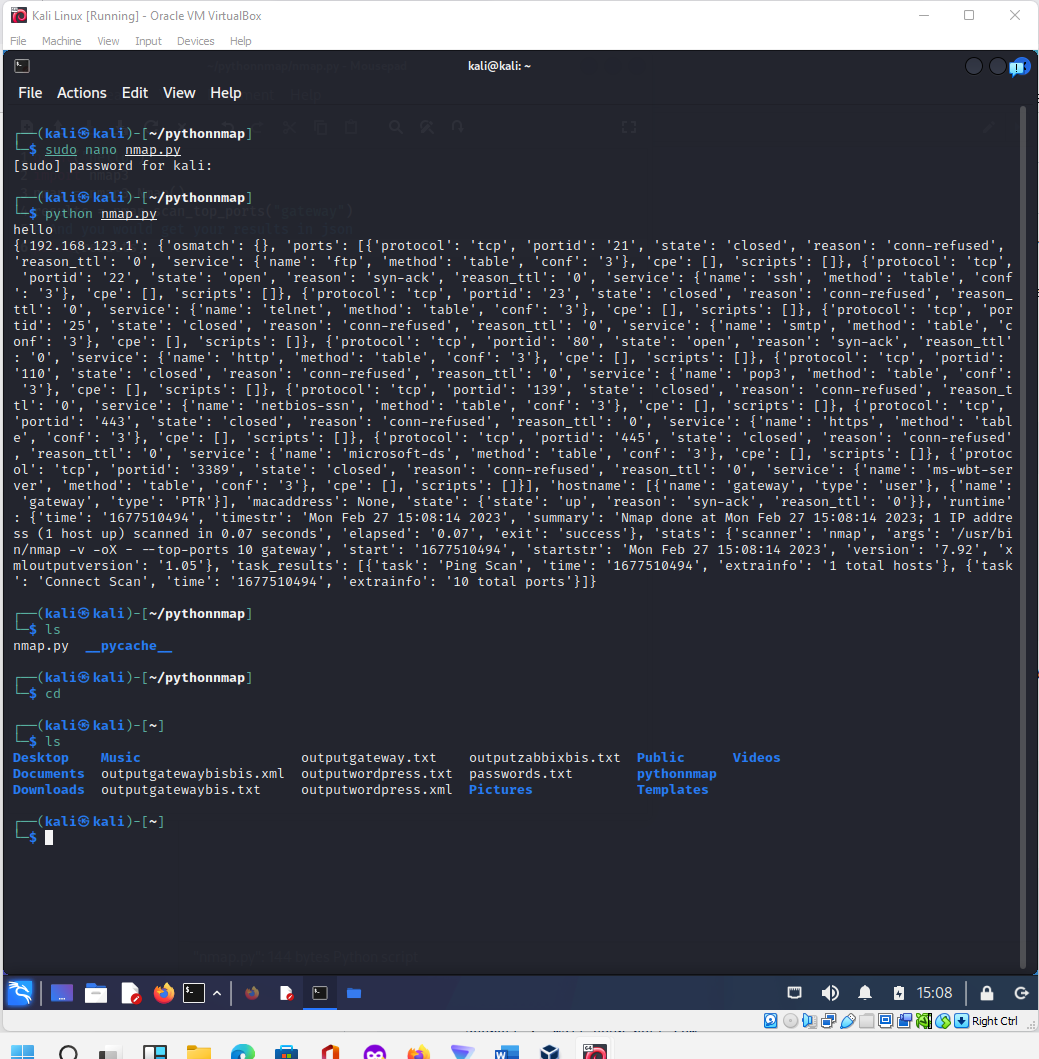 Kali Linux [Running] - Oracle VM VirtualBox
File Machine View Input Devices Help
kali@kali: ~
File Actions Edit View Help
┌──(kali㉿kali)-[~/pythonnmap]
└─$ sudo nano nmap.py
[sudo] password for kali:
┌──(kali㉿kali)-[~/pythonnmap]
└─$ python nmap.py
hello
{'192.168.123.1': {'osmatch': {}, 'ports': [{'protocol': 'tcp', 'portid': '21', 'state': 'closed', 'reason': 'conn-refused',
'reason_ttl': '0', 'service': {'name': 'ftp', 'method': 'table', 'conf': '3'}, 'cpe': [], 'scripts': []}, {'protocol': 'tcp',
'portid': '22', 'state': 'open', 'reason': 'syn-ack', 'reason_ttl': '0', 'service': {'name': 'ssh', 'method': 'table', 'conf
': '3'}, 'cpe': [], 'scripts': []}, {'protocol': 'tcp', 'portid': '23', 'state': 'closed', 'reason': 'conn-refused', 'reason_
ttl': '0', 'service': {'name': 'telnet', 'method': 'table', 'conf': '3'}, 'cpe': [], 'scripts': []}, {'protocol': 'tcp', 'por
tid': '25', 'state': 'closed', 'reason': 'conn-refused', 'reason_ttl': '0', 'service': {'name': 'smtp', 'method': 'table', 'c
onf': '3'}, 'cpe': [], 'scripts': []}, {'protocol': 'tcp', 'portid': '80', 'state': 'open', 'reason': 'syn-ack', 'reason_ttl'
: '0', 'service': {'name': 'http', 'method': 'table', 'conf': '3'}, 'cpe': [], 'scripts': []}, {'protocol': 'tcp', 'portid':
'110', 'state': 'closed', 'reason': 'conn-refused', 'reason_ttl': '0', 'service': {'name': 'pop3', 'method': 'table', 'conf':
'3'}, 'cpe': [], 'scripts': []}, {'protocol': 'tcp', 'portid': '139', 'state': 'closed', 'reason': 'conn-refused', 'reason_t
tl': '0', 'service': {'name': 'netbios-ssn', 'method': 'table', 'conf': '3'}, 'cpe': [], 'scripts': []}, {'protocol': 'tcp',
'portid': '443', 'state': 'closed', 'reason': 'conn-refused', 'reason_ttl': '0', 'service': {'name': 'https', 'method': 'tabl
e', 'conf': '3'}, 'cpe': [], 'scripts': []}, {'protocol': 'tcp', 'portid': '445', 'state': 'closed', 'reason': 'conn-refused'
, 'reason_ttl': '0', 'service': {'name': 'microsoft-ds', 'method': 'table', 'conf': '3'}, 'cpe': [], 'scripts': []}, {'protoc
ol': 'tcp', 'portid': '3389', 'state': 'closed', 'reason': 'conn-refused', 'reason_ttl': '0', 'service': {'name': 'ms-wbt-ser
ver', 'method': 'table', 'conf': '3'}, 'cpe': [], 'scripts': []}], 'hostname': [{'name': 'gateway', 'type': 'user'}, {'name':
'gateway', 'type': 'PTR'}], 'macaddress': None, 'state': {'state': 'up', 'reason': 'syn-ack', 'reason_ttl': '0'}}, 'runtime'
: {'time': '1677510494', 'timestr': 'Mon Feb 27 15:08:14 2023', 'summary': 'Nmap done at Mon Feb 27 15:08:14 2023; 1 IP addre
ss (1 host up) scanned in 0.07 seconds', 'elapsed': '0.07', 'exit': 'success'}, 'stats': {'scanner': 'nmap', 'args': '/usr/bi
n/nmap -v -oX - --top-ports 10 gateway', 'start': '1677510494', 'startstr': 'Mon Feb 27 15:08:14 2023', 'version': '7.92', 'x
mloutputversion': '1.05'}, 'task_results': [{'task': 'Ping Scan', 'time': '1677510494', 'extrainfo': '1 total hosts'}, {'task
': 'Connect Scan', 'time': '1677510494', 'extrainfo': '10 total ports'}]}
┌──(kali㉿kali)-[~/pythonnmap]
└─$ ls
nmap.py __pycache__
┌──(kali㉿kali)-[~/pythonnmap]
└─$ cd
┌──(kali㉿kali)-[~]
└─$ ls
Desktop Music outputgateway.txt outputzabbixbis.txt Public Videos
Documents outputgatewaybisbis.xml outputwordpress.txt passwords.txt pythonnmap
Downloads outputgatewaybis.txt outputwordpress.xml Pictures Templates
┌──(kali㉿kali)-[~]
└─$
15:08
Right Ctrl